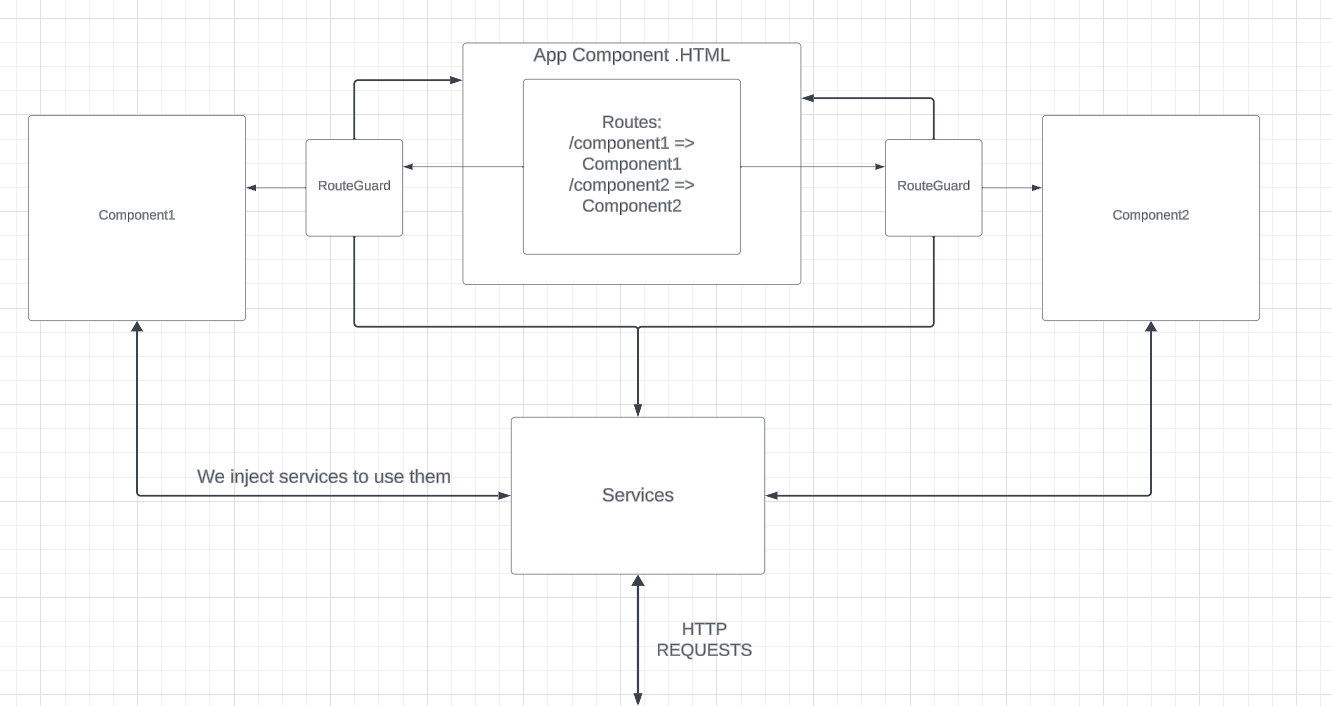 App Component .HTML
Routes:
/component1 =>
Component1
/component2 =>
Component2
RouteGuard
RouteGuard
Component1
Component2
We inject services to use them
Services
HTTP
REQUESTS